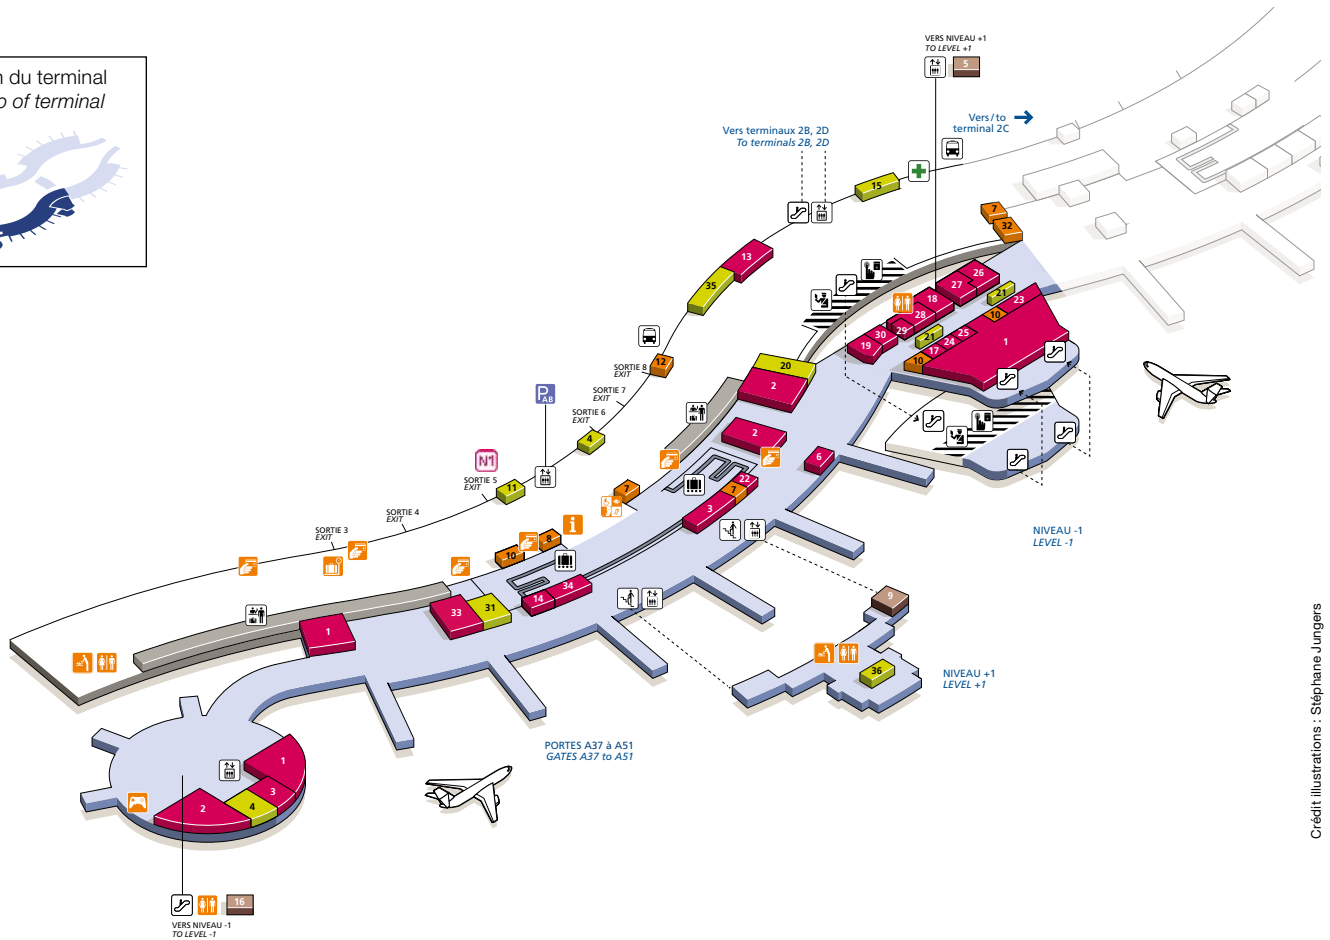 VERS NIVEAU +1
TO LEVEL +1
5
n du terminal
p of terminal
Vers / to
terminal 2C
Vers terminaux 2B, 2D
To terminals 2B, 2D
15
7
32
13
35
26
27
21
23
18
28
10
30
29
19
21
25
24
17
1
10
12
SORTIE 8
EXIT
20
2
SORTIE 7
EXIT
PAB
SORTIE 6
EXIT
4
2
6
N1
SORTIE 5
EXIT
11
7
22
7
3
SORTIE 4
EXIT
SORTIE 3
EXIT
i
8
10
NIVEAU -1
LEVEL -1
34
14
31
33
1
9
36
NIVEAU +1
LEVEL +1
PORTES A37 à A51
GATES A37 to A51
1
3
4
2
16
VERS NIVEAU -1
TO LEVEL -1
Crédit illustrations : Stéphane Jungers